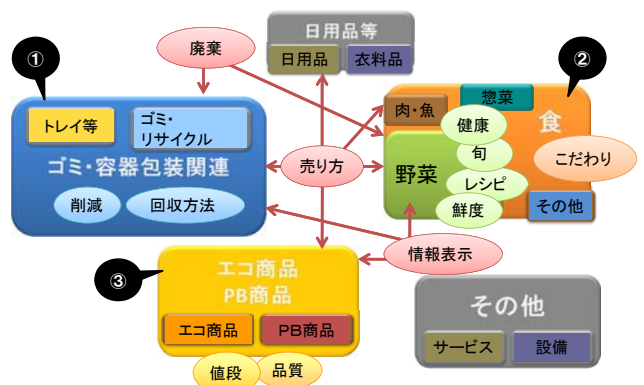 日用品等
日用品
衣料品
廃棄
①
②
トレイ等
ゴミ・
リサイクル
ゴミ・容器包装関連
削減
回収方法
売り方
肉・魚
惣菜
食
健康
野菜
旬
こだわり
レシピ
鮮度
その他
情報表示
③
エコ商品
PB商品
エコ商品
PB商品
値段
品質
その他
サービス
設備